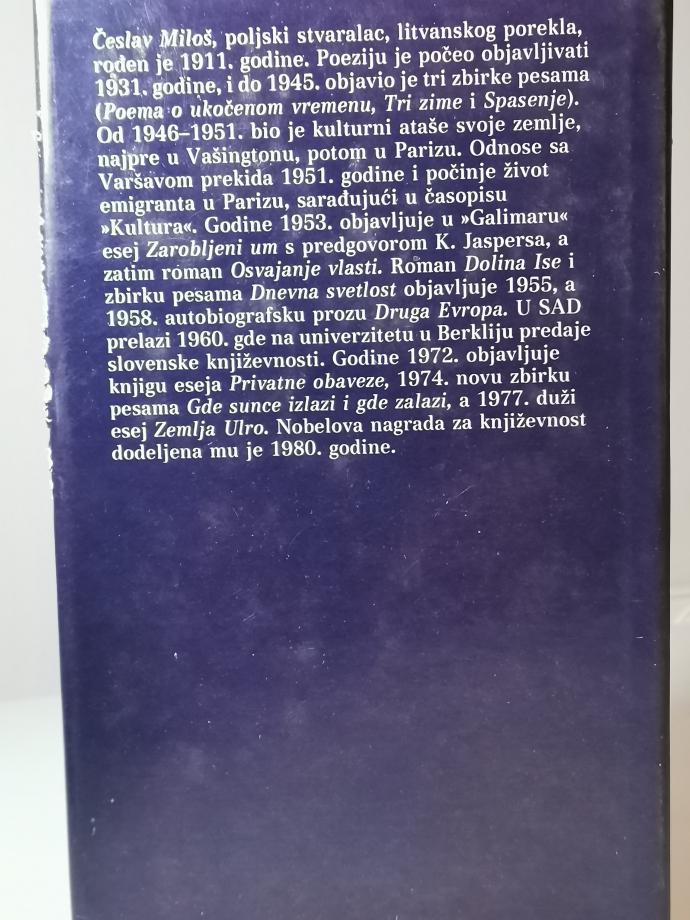 Česlav Miloš, poljski stvaralac, litvanskog porekla,
rođen je 1911. godine. Poeziju je počeo objavljivati
1931. godine, i do 1945. objavio je tri zbirke pesama
(Poema o ukočenom vremenu, Tri zime i Spasenje).
Od 1946–1951. bio je kulturni ataše svoje zemlje,
najpre u Vašingtonu, potom u Parizu. Odnose sa
Varšavom prekida 1951. godine i počinje život
emigranta u Parizu, sarađujući u časopisu
»Kultura«. Godine 1953. objavljuje u »Galimaru«
esej Zarobljeni um s predgovorom K. Jaspersa, a
zatim roman Osvajanje vlasti. Roman Dolina Ise i
zbirku pesama Dnevna svetlost objavljuje 1955, a
1958. autobiografsku prozu Druga Evropa. U SAD
prelazi 1960. gde na univerzitetu u Berkliju predaje
slovenske književnosti. Godine 1972. objavljuje
knjigu eseja Privatne obaveze, 1974. novu zbirku
pesama Gde sunce izlazi i gde zalazi, a 1977. duži
esej Zemlja Ulro. Nobelova nagrada za književnost
dodeljena mu je 1980. godine.